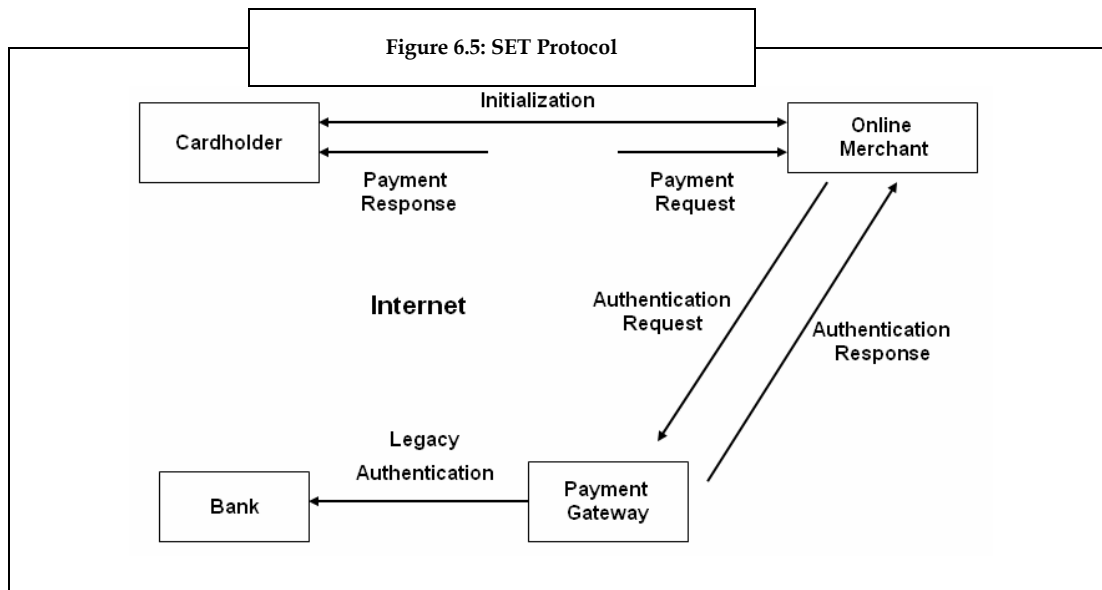 Figure 6.5: SET Protocol
Initialization
Cardholder
Online
Merchant
Payment
Response
Payment
Request
Internet
Authentication
Request
Authentication
Response
Legacy
Authentication
Bank
Payment
Gateway